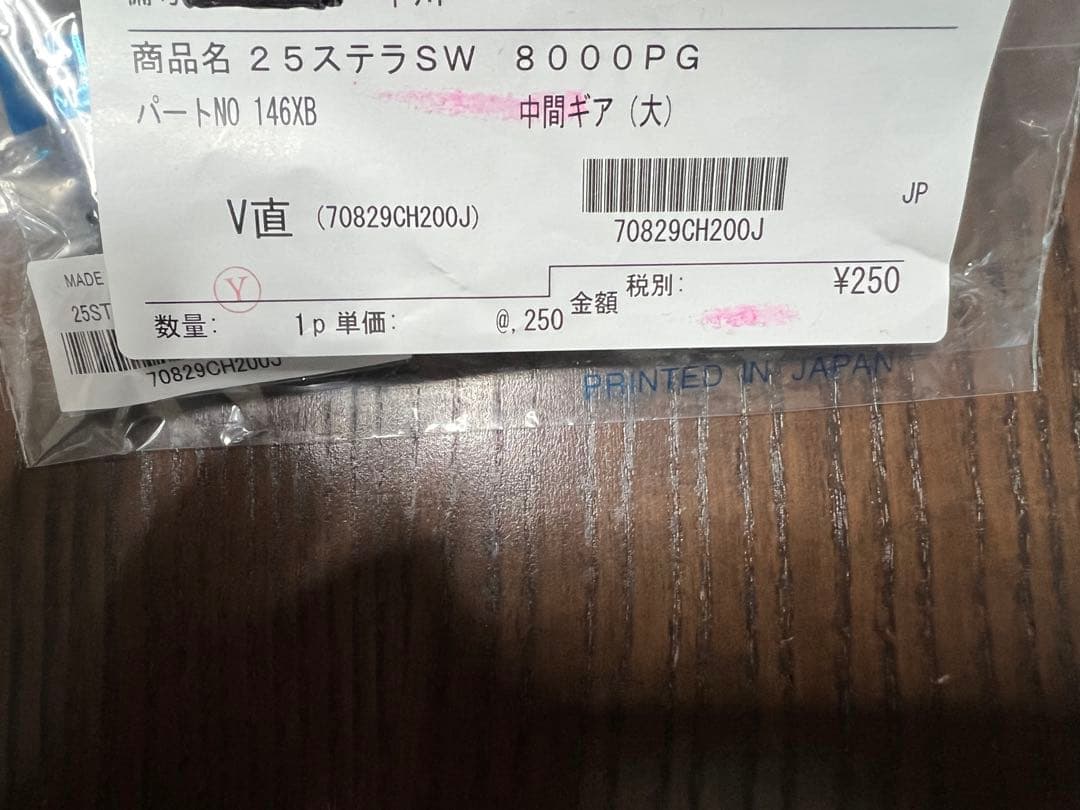 商品名 25ステラSW 8000PG
パートNO 146XB 中間ギア(大)
V直 (70829CH200J)
70829CH200J
JP
Y
税別: ¥250
金額
数量: 1p 単価: @,250
MADE
25ST
70829CH200J
PRINTED IN JAPAN